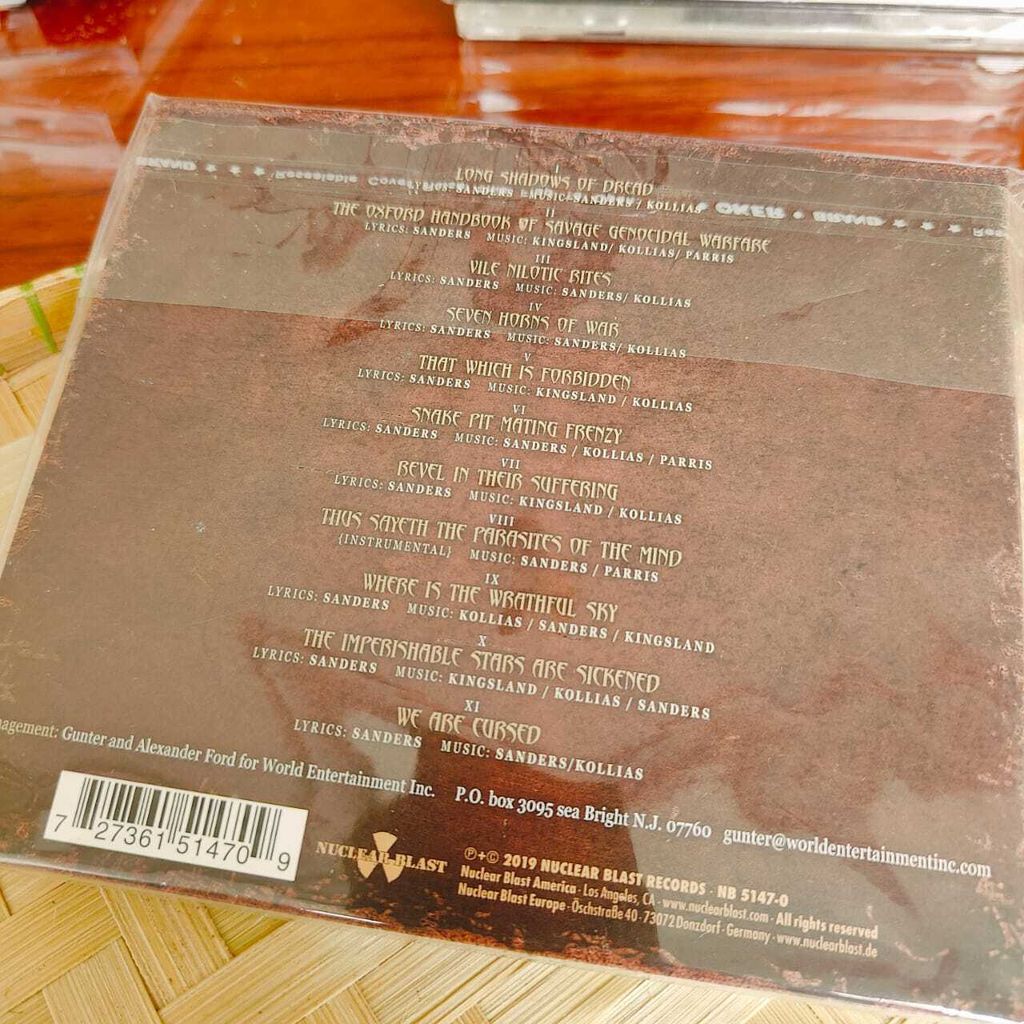 BRAND ★ ★ ★ Resealable Cover
OKER • BRAND ★ ★ ★
I
LONG SHADOWS OF DREAD
LYRICS: SANDERS MUSIC: SANDERS / KOLLIAS
II
THE OXFORD HANDBOOK OF SAVAGE GENOCIDAL WARFARE
LYRICS: SANDERS MUSIC: KINGSLAND/ KOLLIAS/ PARRIS
III
VILE NILOTIC RITES
LYRICS: SANDERS MUSIC: SANDERS/ KOLLIAS
IV
SEVEN HORNS OF WAR
LYRICS: SANDERS MUSIC: SANDERS/ KOLLIAS
V
THAT WHICH IS FORBIDDEN
LYRICS: SANDERS MUSIC: KINGSLAND / KOLLIAS
VI
SNAKE PIT MATING FRENZY
LYRICS: SANDERS MUSIC: SANDERS / KOLLIAS / PARRIS
VII
REVEL IN THEIR SUFFERING
LYRICS: SANDERS MUSIC: KINGSLAND / KOLLIAS
VIII
THUS SAYETH THE PARASITES OF THE MIND
{INSTRUMENTAL} MUSIC: SANDERS / PARRIS
IX
WHERE IS THE WRATHFUL SKY
LYRICS: SANDERS MUSIC: KOLLIAS / SANDERS / KINGSLAND
X
THE IMPERISHABLE STARS ARE SICKENED
LYRICS: SANDERS MUSIC: KINGSLAND / KOLLIAS / SANDERS
XI
WE ARE CURSED
LYRICS: SANDERS MUSIC: SANDERS/KOLLIAS
nagement: Gunter and Alexander Ford for World Entertainment Inc. P.O. box 3095 sea Bright N.J. 07760 gunter@worldentertainmentinc.com
7 27361 51470 9
NUCLEAR BLAST
℗+© 2019 NUCLEAR BLAST RECORDS · NB 5147-0
Nuclear Blast America · Los Angeles, CA · www.nuclearblast.com · All rights reserved
Nuclear Blast Europe · Öschstraße 40 · 73072 Donzdorf · Germany · www.nuclearblast.de